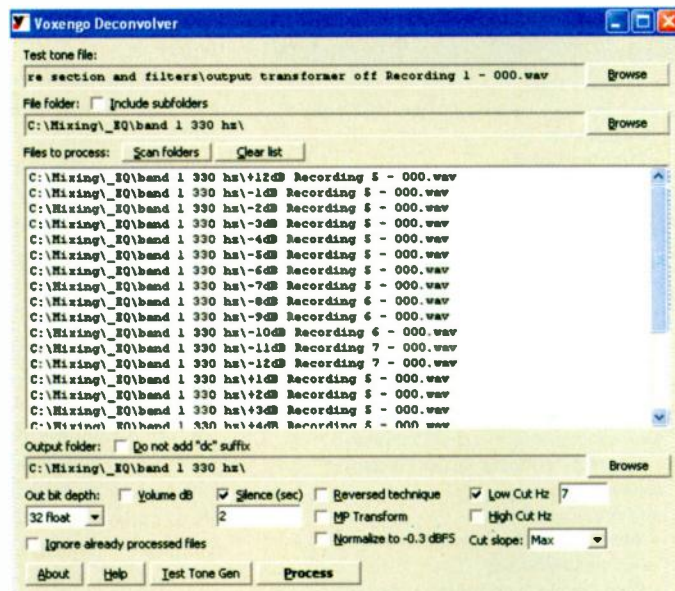 Voxengo Deconvolver
Test tone file:
re section and filters\output transformer off Recording 1 - 000.wav Browse
File folder: Include subfolders
C:\Mixing\_EQ\band 1 330 hz\ Browse
Files to process: Scan folders Clear list
C:\Mixing\_EQ\band 1 330 hz\+12dB Recording 5 - 000.wav
C:\Mixing\_EQ\band 1 330 hz\-1dB Recording 5 - 000.wav
C:\Mixing\_EQ\band 1 330 hz\-2dB Recording 5 - 000.wav
C:\Mixing\_EQ\band 1 330 hz\-3dB Recording 5 - 000.wav
C:\Mixing\_EQ\band 1 330 hz\-4dB Recording 5 - 000.wav
C:\Mixing\_EQ\band 1 330 hz\-5dB Recording 5 - 000.wav
C:\Mixing\_EQ\band 1 330 hz\-6dB Recording 5 - 000.wav
C:\Mixing\_EQ\band 1 330 hz\-7dB Recording 5 - 000.wav
C:\Mixing\_EQ\band 1 330 hz\-8dB Recording 6 - 000.wav
C:\Mixing\_EQ\band 1 330 hz\-9dB Recording 6 - 000.wav
C:\Mixing\_EQ\band 1 330 hz\-10dB Recording 6 - 000.wav
C:\Mixing\_EQ\band 1 330 hz\-11dB Recording 7 - 000.wav
C:\Mixing\_EQ\band 1 330 hz\-12dB Recording 7 - 000.wav
C:\Mixing\_EQ\band 1 330 hz\+1dB Recording 5 - 000.wav
C:\Mixing\_EQ\band 1 330 hz\+2dB Recording 5 - 000.wav
C:\Mixing\_EQ\band 1 330 hz\+3dB Recording 5 - 000.wav
C:\Mixing\_EQ\band 1 330 hz\+4dB Recording 5 - 000.wav
Output folder: Do not add "dc" suffix
C:\Mixing\_EQ\band 1 330 hz\ Browse
Out bit depth: Volume dB Silence (sec) Reversed technique Low Cut Hz 7
32 float 2 MP Transform High Cut Hz
Ignore already processed files Normalize to -0.3 dBFS Cut slope: Max
About Help Test Tone Gen Process